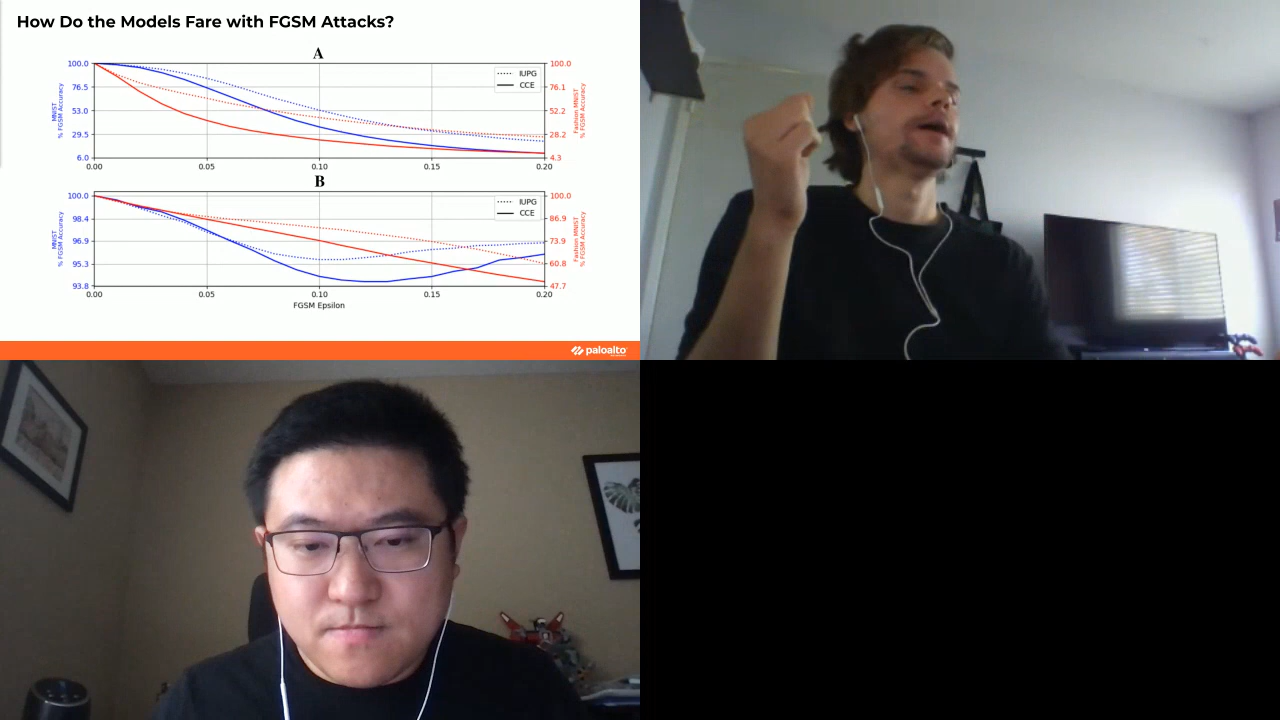 How Do the Models Fare with FGSM Attacks?
A
100.0
76.5
53.0
29.5
6.0
MNIST
% FGSM Accuracy
IUPG
CCE
100.0
76.1
52.2
28.2
4.3
Fashion MNIST
% FGSM Accuracy
0.00
0.05
0.10
0.15
0.20
B
100.0
98.4
96.9
95.3
93.8
MNIST
% FGSM Accuracy
IUPG
CCE
100.0
86.9
73.9
60.8
47.7
Fashion MNIST
% FGSM Accuracy
0.00
0.05
0.10
0.15
0.20
FGSM Epsilon
paloalto